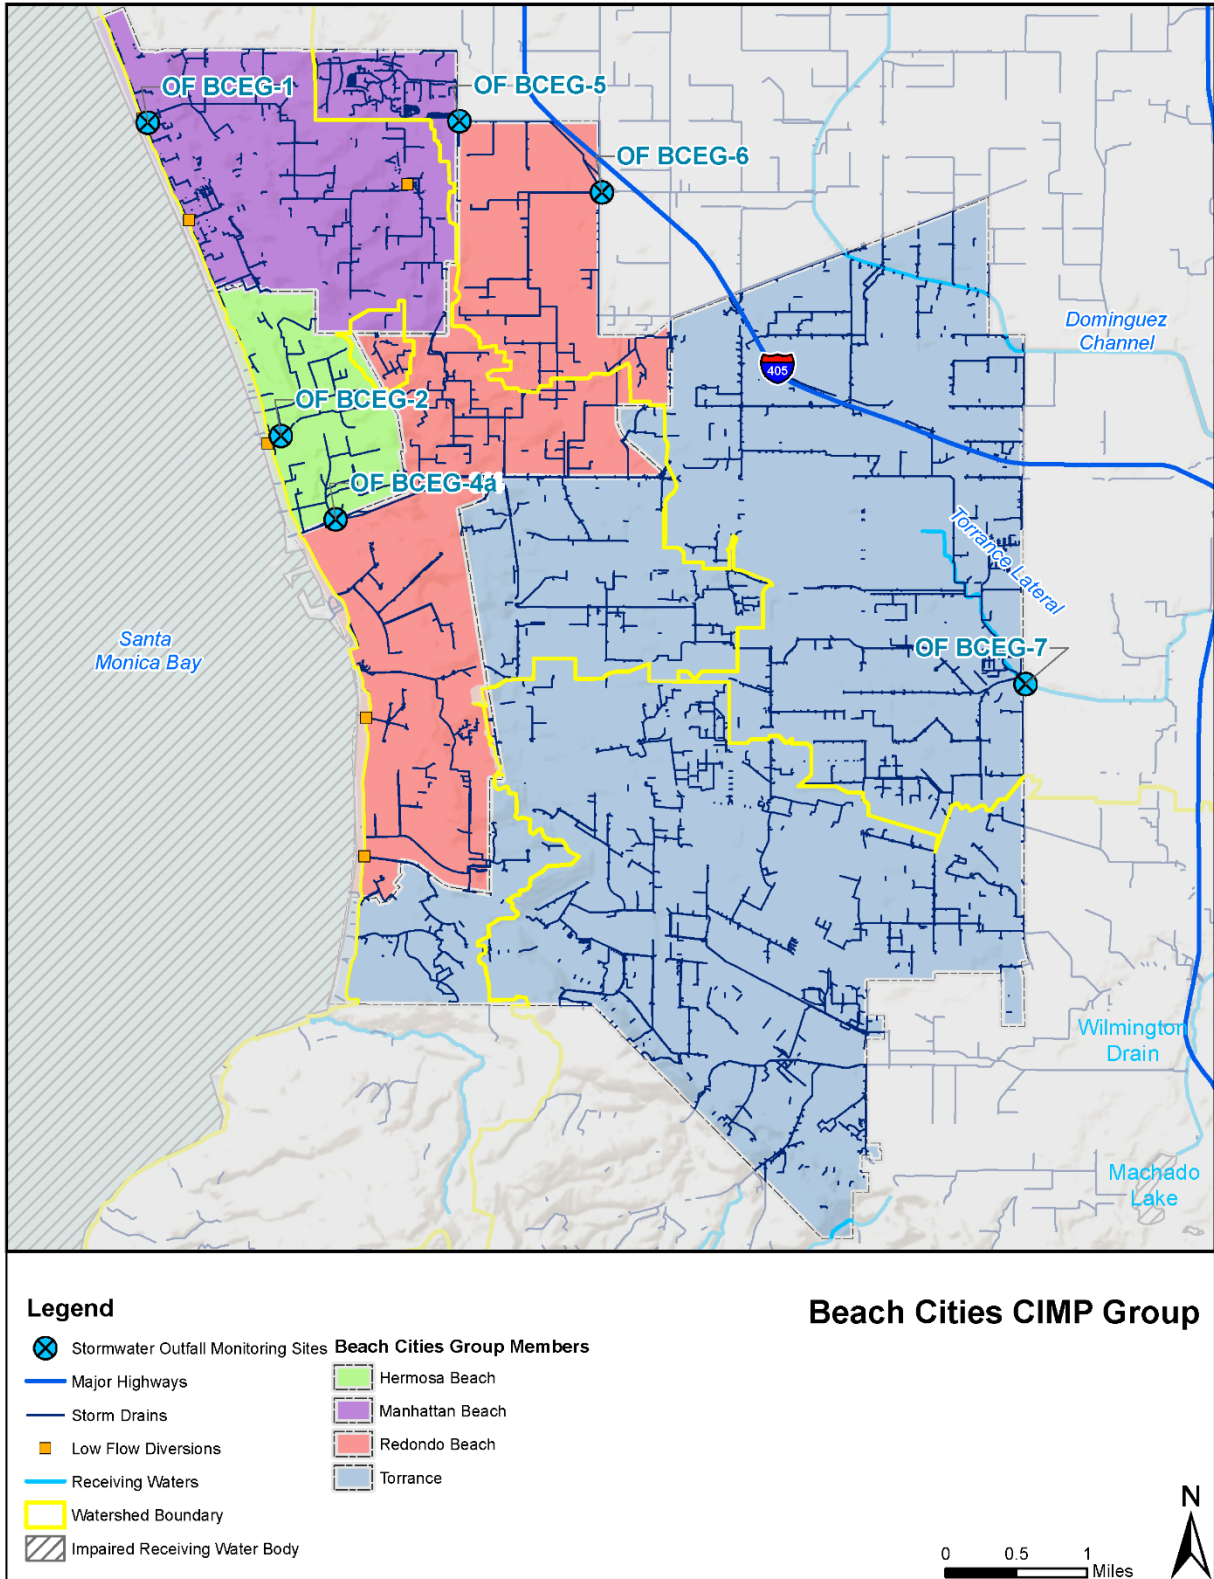 OF BCEG-1
OF BCEG-5
OF BCEG-6
Dominguez
Channel
405
OF BCEG-2
OF BCEG-4a
Torrance Lateral
Santa
Monica Bay
OF BCEG-7
Wilmington
Drain
Machado
Lake
Legend
Stormwater Outfall Monitoring Sites
Major Highways
Storm Drains
Low Flow Diversions
Receiving Waters
Watershed Boundary
Impaired Receiving Water Body
Beach Cities Group Members
Hermosa Beach
Manhattan Beach
Redondo Beach
Torrance
Beach Cities CIMP Group
N
0 0.5 1
Miles